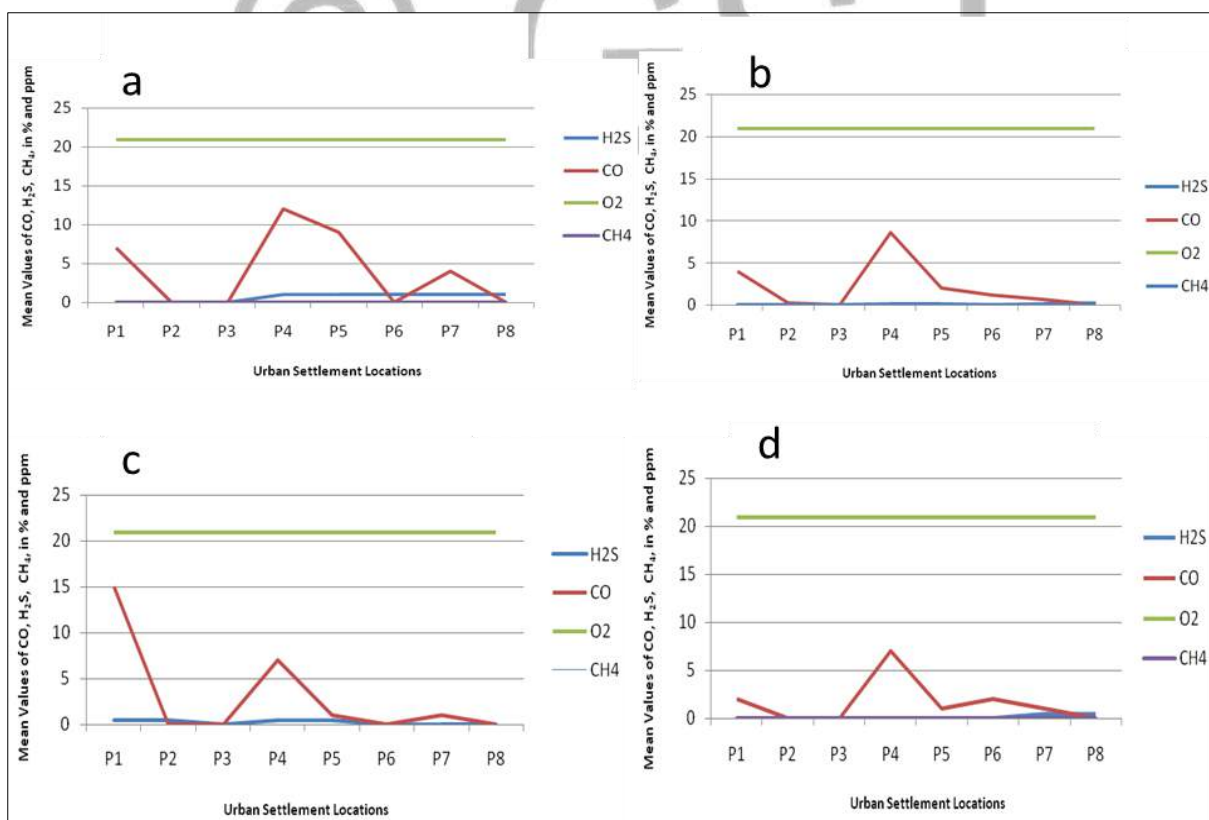 a
Mean Values of CO, H₂S, CH₄, in % and ppm
25
20
15
10
5
0
P1 P2 P3 P4 P5 P6 P7 P8
Urban Settlement Locations
H2S
CO
O2
CH4
b
Mean Values of CO, H₂S, CH₄, in % and ppm
25
20
15
10
5
0
P1 P2 P3 P4 P5 P6 P7 P8
Urban Settlement Locations
H2S
CO
O2
CH4
c
Mean Values of CO, H₂S, CH₄, in % and ppm
25
20
15
10
5
0
P1 P2 P3 P4 P5 P6 P7 P8
Urban Settlement Locations
H2S
CO
O2
CH4
d
Mean Values of CO, H₂S, CH₄, in % and ppm
25
20
15
10
5
0
P1 P2 P3 P4 P5 P6 P7 P8
Urban Settlement Locations
H2S
CO
O2
CH4